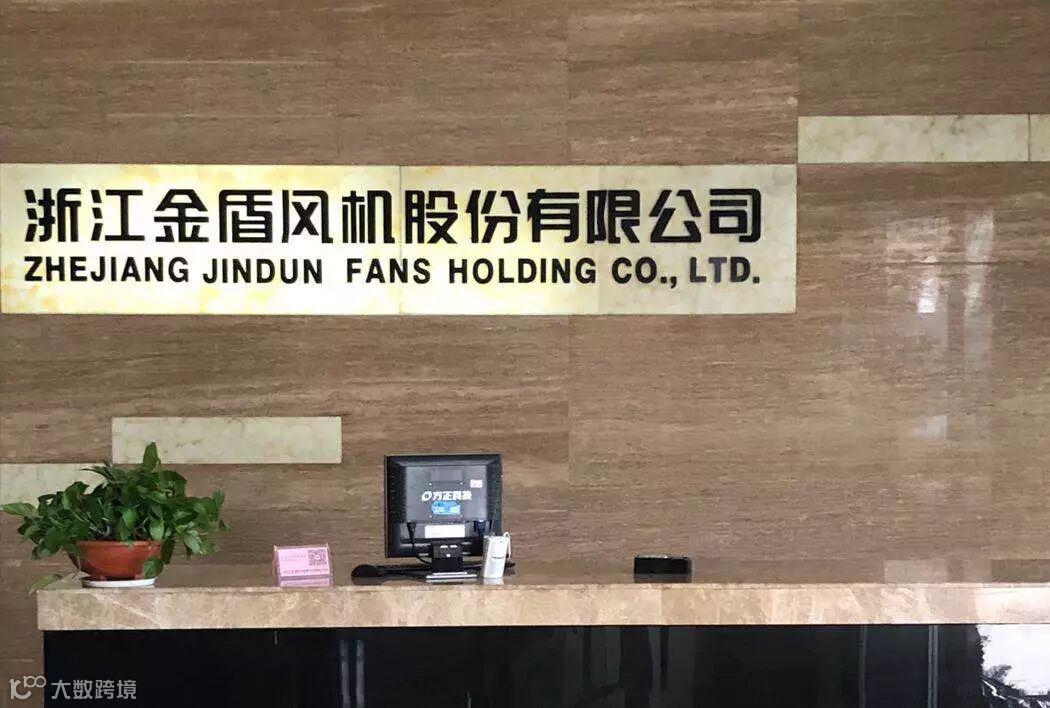 浙江金盾风机股份有限公司
ZHEJIANG JINDUN FANS HOLDING CO., LTD.
方正科技
大数跨境